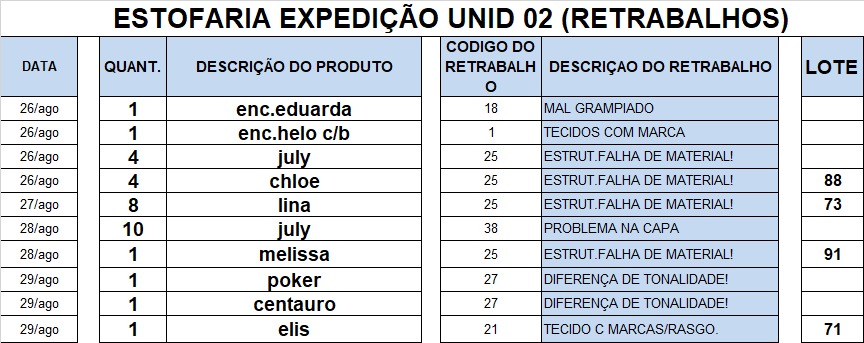 ESTOFARIA EXPEDIÇÃO UNID 02 (RETRABALHOS)
DATA QUANT. DESCRIÇÃO DO PRODUTO CODIGO DO RETRABALHO DESCRIÇAO DO RETRABALHO LOTE
26/ago 1 enc.eduarda 18 MAL GRAMPIADO
26/ago 1 enc.helo c/b 1 TECIDOS COM MARCA
26/ago 4 july 25 ESTRUT.FALHA DE MATERIAL!
26/ago 4 chloe 25 ESTRUT.FALHA DE MATERIAL! 88
27/ago 8 lina 25 ESTRUT.FALHA DE MATERIAL! 73
28/ago 10 july 38 PROBLEMA NA CAPA
28/ago 1 melissa 25 ESTRUT.FALHA DE MATERIAL! 91
29/ago 1 poker 27 DIFERENÇA DE TONALIDADE!
29/ago 1 centauro 27 DIFERENÇA DE TONALIDADE!
29/ago 1 elis 21 TECIDO C MARCAS/RASGO. 71